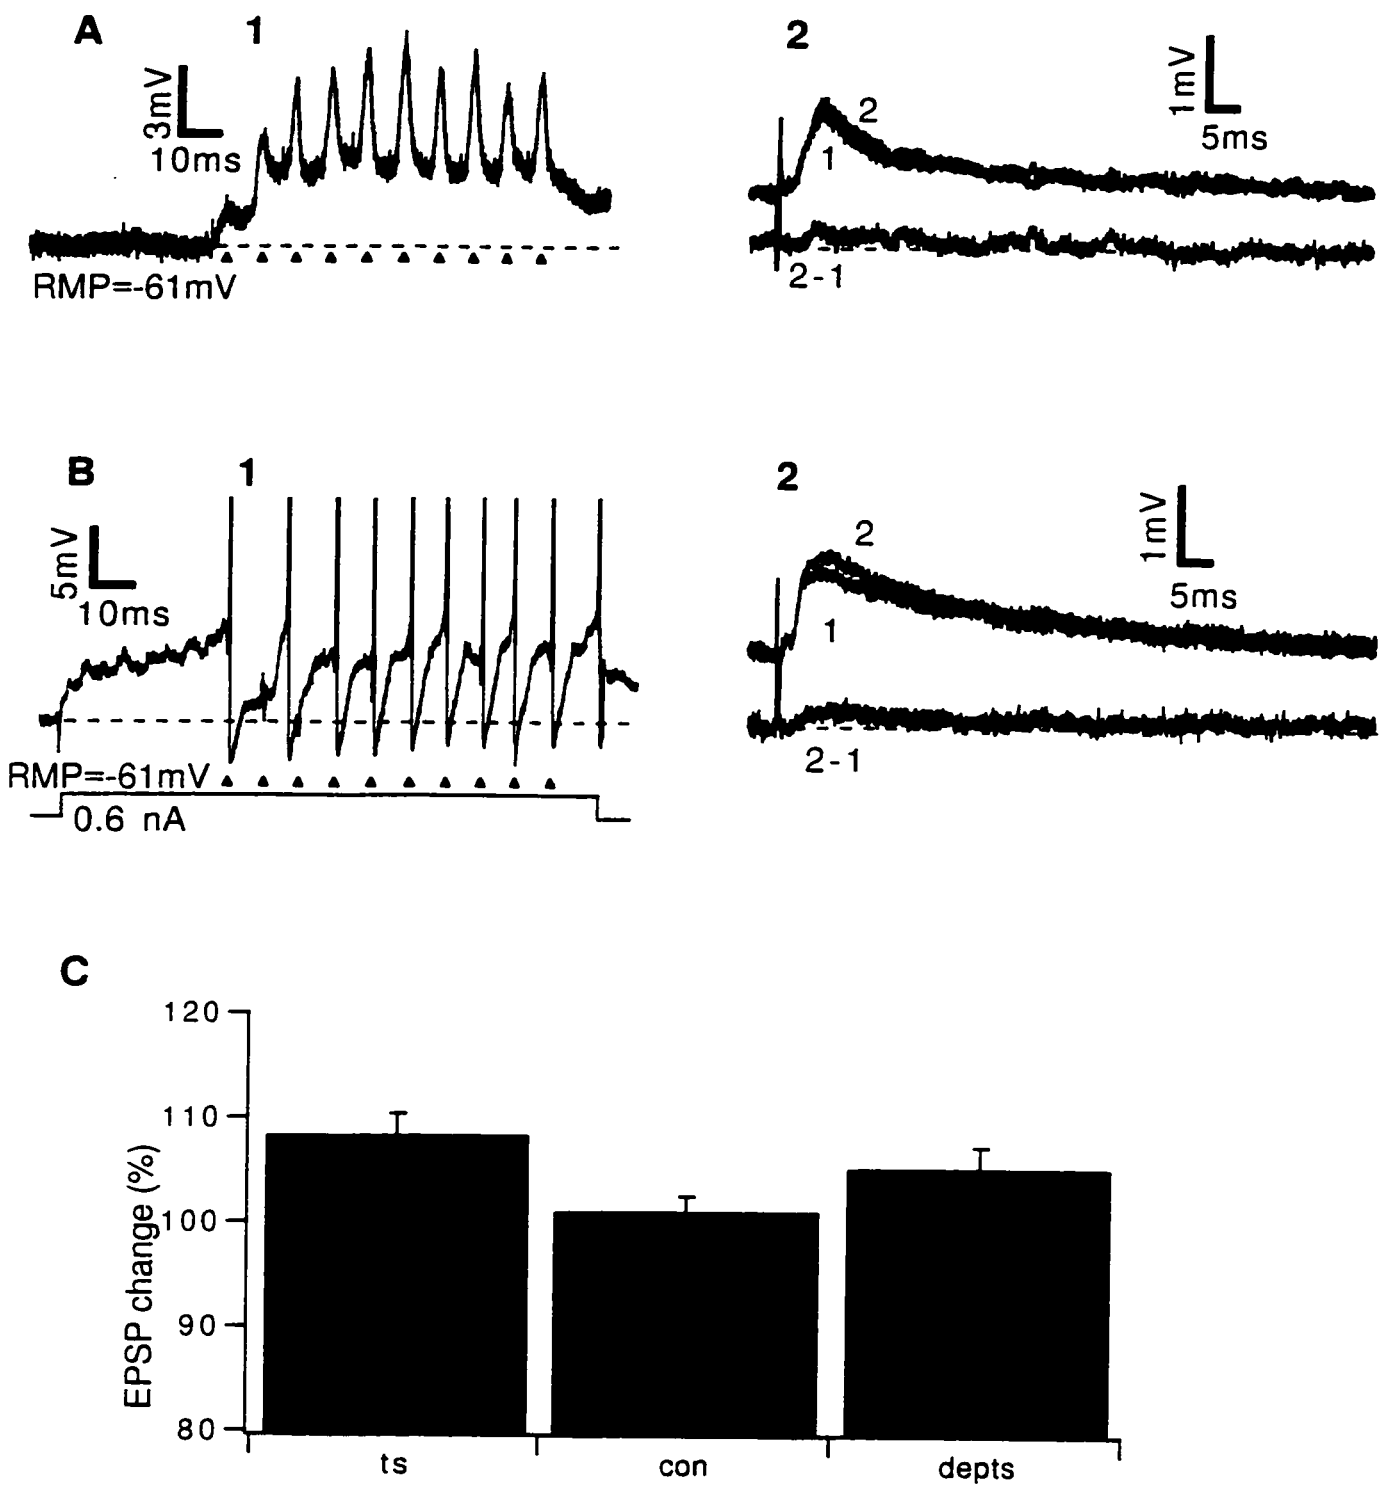 A
1
3mV
10ms
RMP=-61mV
2
1mV
5ms
2
1
2-1
B
1
5mV
10ms
RMP=-61mV
0.6 nA
2
1mV
5ms
2
1
2-1
C
EPSP change (%)
120
110
100
90
80
ts
con
depts